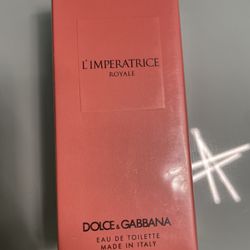 L'IMPERATRICE
ROYALE
DOLCE & GABBANA
EAU DE TOILETTE
MADE IN ITALY